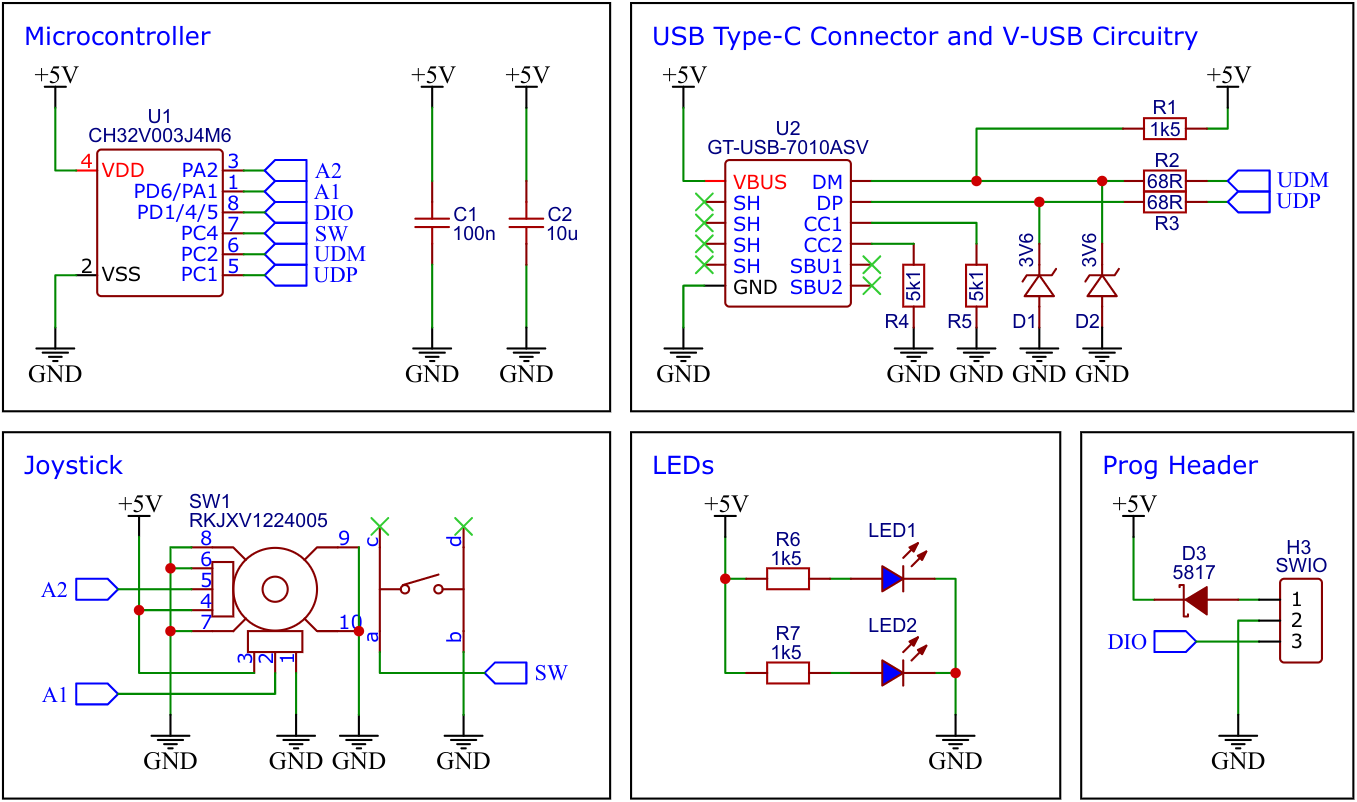 Microcontroller
+5V
+5V
+5V
U1
CH32V003J4M6
4 VDD
PA2 3 A2
PD6/PA1 1 A1
PD1/4/5 8 DIO
PC4 7 SW
PC2 6 UDM
2 VSS
PC1 5 UDP
C1
100n
C2
10u
GND
GND
GND
USB Type-C Connector and V-USB Circuitry
+5V
+5V
U2
GT-USB-7010ASV
VBUS DM
SH DP
SH CC1
SH CC2
SH SBU1
GND SBU2
R1
1k5
R2
68R UDM
68R UDP
R3
5k1
R4
5k1
R5
3V6
D1
3V6
D2
GND
GND
GND
GND
GND
Joystick
+5V
SW1
RKJXV1224005
8
6
5
4
7
9
10
3 2 1
c
d
a
b
A2
A1
SW
GND
GND
GND
GND
LEDs
+5V
R6
1k5
LED1
R7
1k5
LED2
GND
Prog Header
+5V
D3
5817
H3
SWIO
1
2
3
DIO
GND